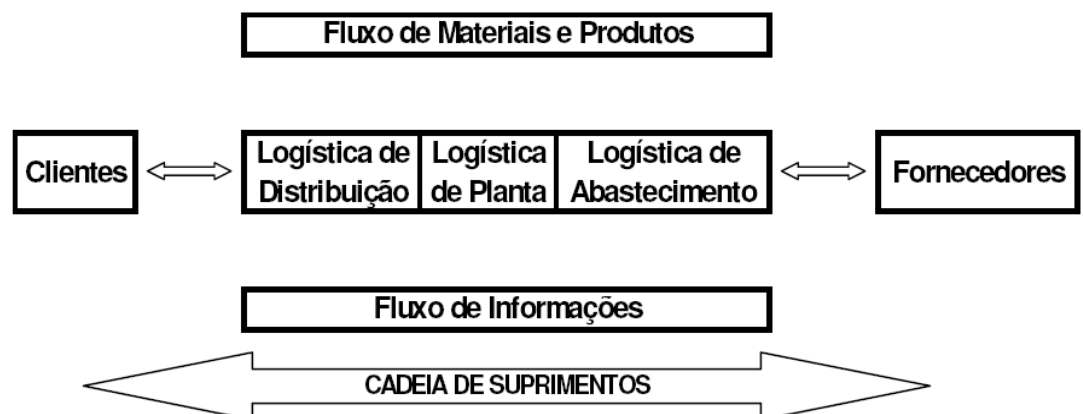 Fluxo de Materiais e Produtos
Clientes
Logística de
Distribuição
Logística
de Planta
Logística de
Abastecimento
Fornecedores
Fluxo de Informações
CADEIA DE SUPRIMENTOS